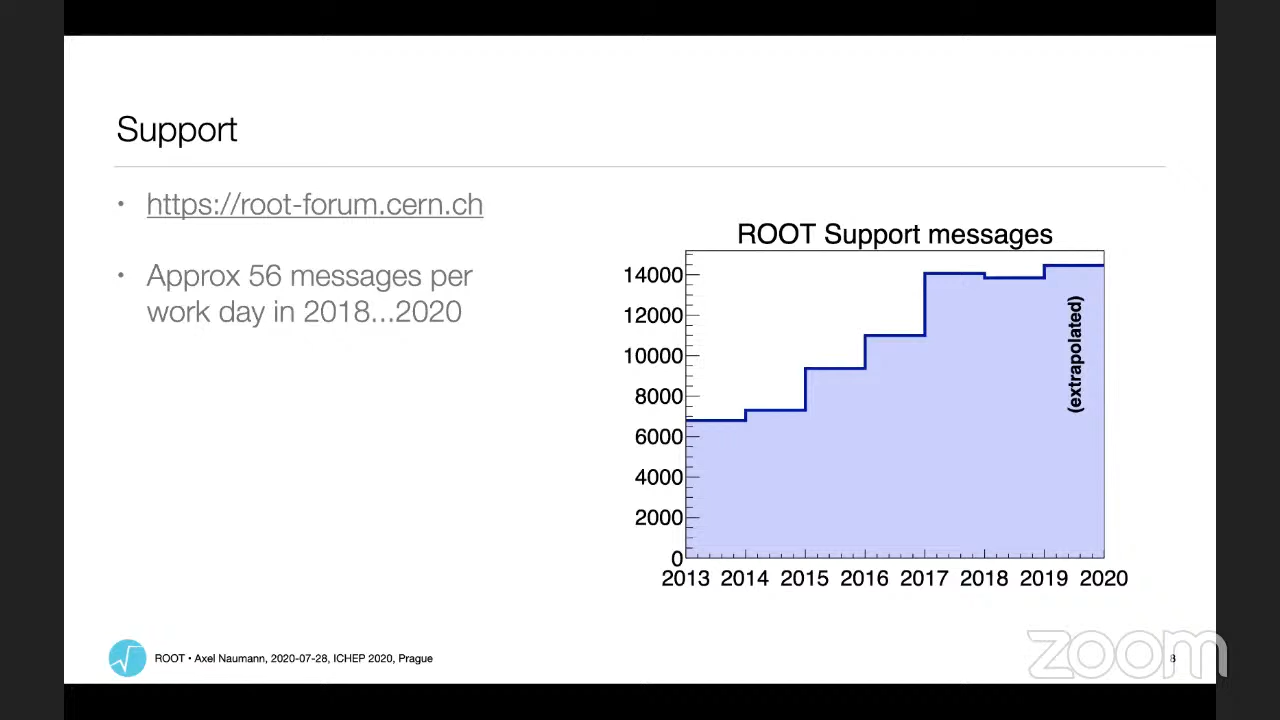 Support
• https://root-forum.cern.ch
• Approx 56 messages per
work day in 2018...2020
ROOT Support messages
14000
12000
10000
8000
6000
4000
2000
0
(extrapolated)
2013 2014 2015 2016 2017 2018 2019 2020
ROOT • Axel Naumann, 2020-07-28, ICHEP 2020, Prague
8
zoom